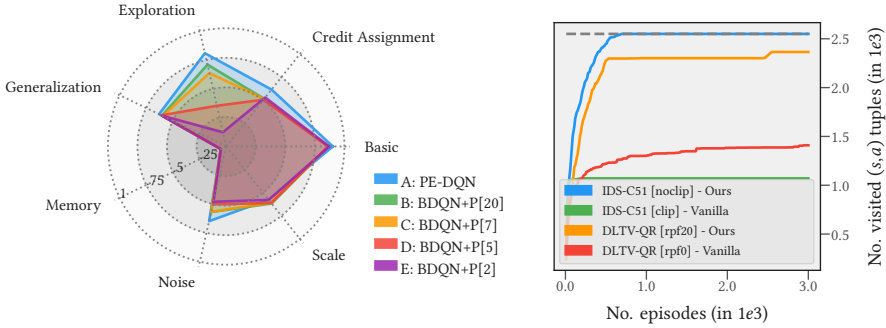 Exploration
Credit Assignment
Generalization
Basic
.25
.5
.75
1
Memory
Noise
Scale
A: PE-DQN
B: BDQN+P[20]
C: BDQN+P[7]
D: BDQN+P[5]
E: BDQN+P[2]
2.5
2.0
1.5
1.0
0.5
No. visited (s,a) tuples (in 1e3)
IDS-C51 [noclip] - Ours
IDS-C51 [clip] - Vanilla
DLTV-QR [rpf20] - Ours
DLTV-QR [rpf0] - Vanilla
0.0 1.0 2.0 3.0
No. episodes (in 1e3)